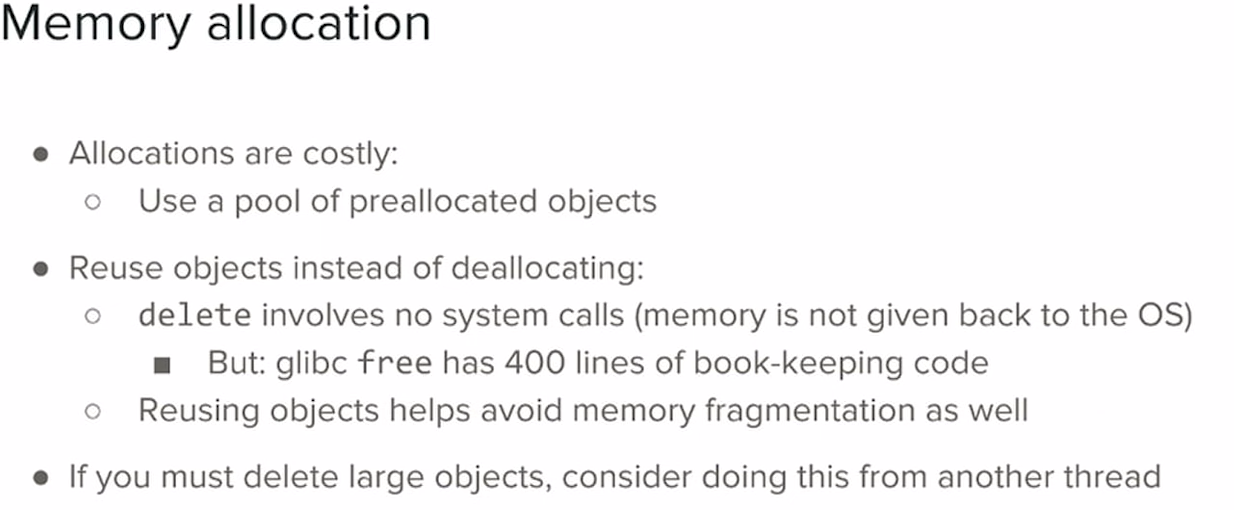 Memory allocation
● Allocations are costly:
○ Use a pool of preallocated objects
● Reuse objects instead of deallocating:
○ delete involves no system calls (memory is not given back to the OS)
■ But: glibc free has 400 lines of book-keeping code
○ Reusing objects helps avoid memory fragmentation as well
● If you must delete large objects, consider doing this from another thread